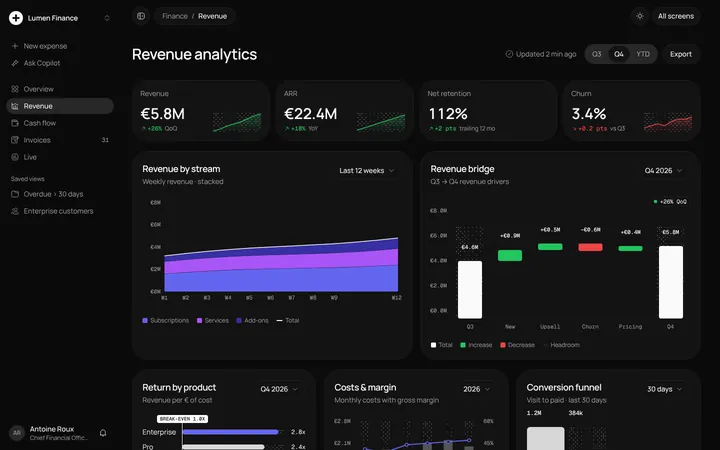 Lumen Finance
New expense
Ask Copilot
Overview
Revenue
Cash flow
Invoices 31
Live
Saved views
Overdue > 30 days
Enterprise customers
AR
Antoine Roux
Chief Financial Offic...
Finance / Revenue
All screens
Revenue analytics
Updated 2 min ago
Q3 Q4 YTD
Export
Revenue
€5.8M
↗ +26% QoQ
ARR
€22.4M
↗ +18% YoY
Net retention
112%
↗ +2 pts trailing 12 mo
Churn
3.4%
↘ +0.2 pts vs Q3
Revenue by stream
Last 12 weeks
Weekly revenue · stacked
€8M
€6M
€4M
€2M
€0M
W1 W2 W3 W4 W5 W6 W7 W8 W9 W12
Subscriptions Services Add-ons Total
Revenue bridge
Q4 2026
Q3 → Q4 revenue drivers
+26% QoQ
€8.0M
€6.0M
€4.0M
€2.0M
€0.0M
€4.6M
+€0.9M
+€0.5M
−€0.6M
+€0.4M
€5.8M
Q3 New Upsell Churn Pricing Q4
Total Increase Decrease Headroom
Return by product
Q4 2026
Revenue per € of cost
BREAK-EVEN 1.0X
Enterprise 2.8x
Pro 2.4x
Costs & margin
2026
Monthly costs with gross margin
€2.8M 60%
€2.1M 45%
Conversion funnel
30 days
Visit to paid · last 30 days
1.2M 384k